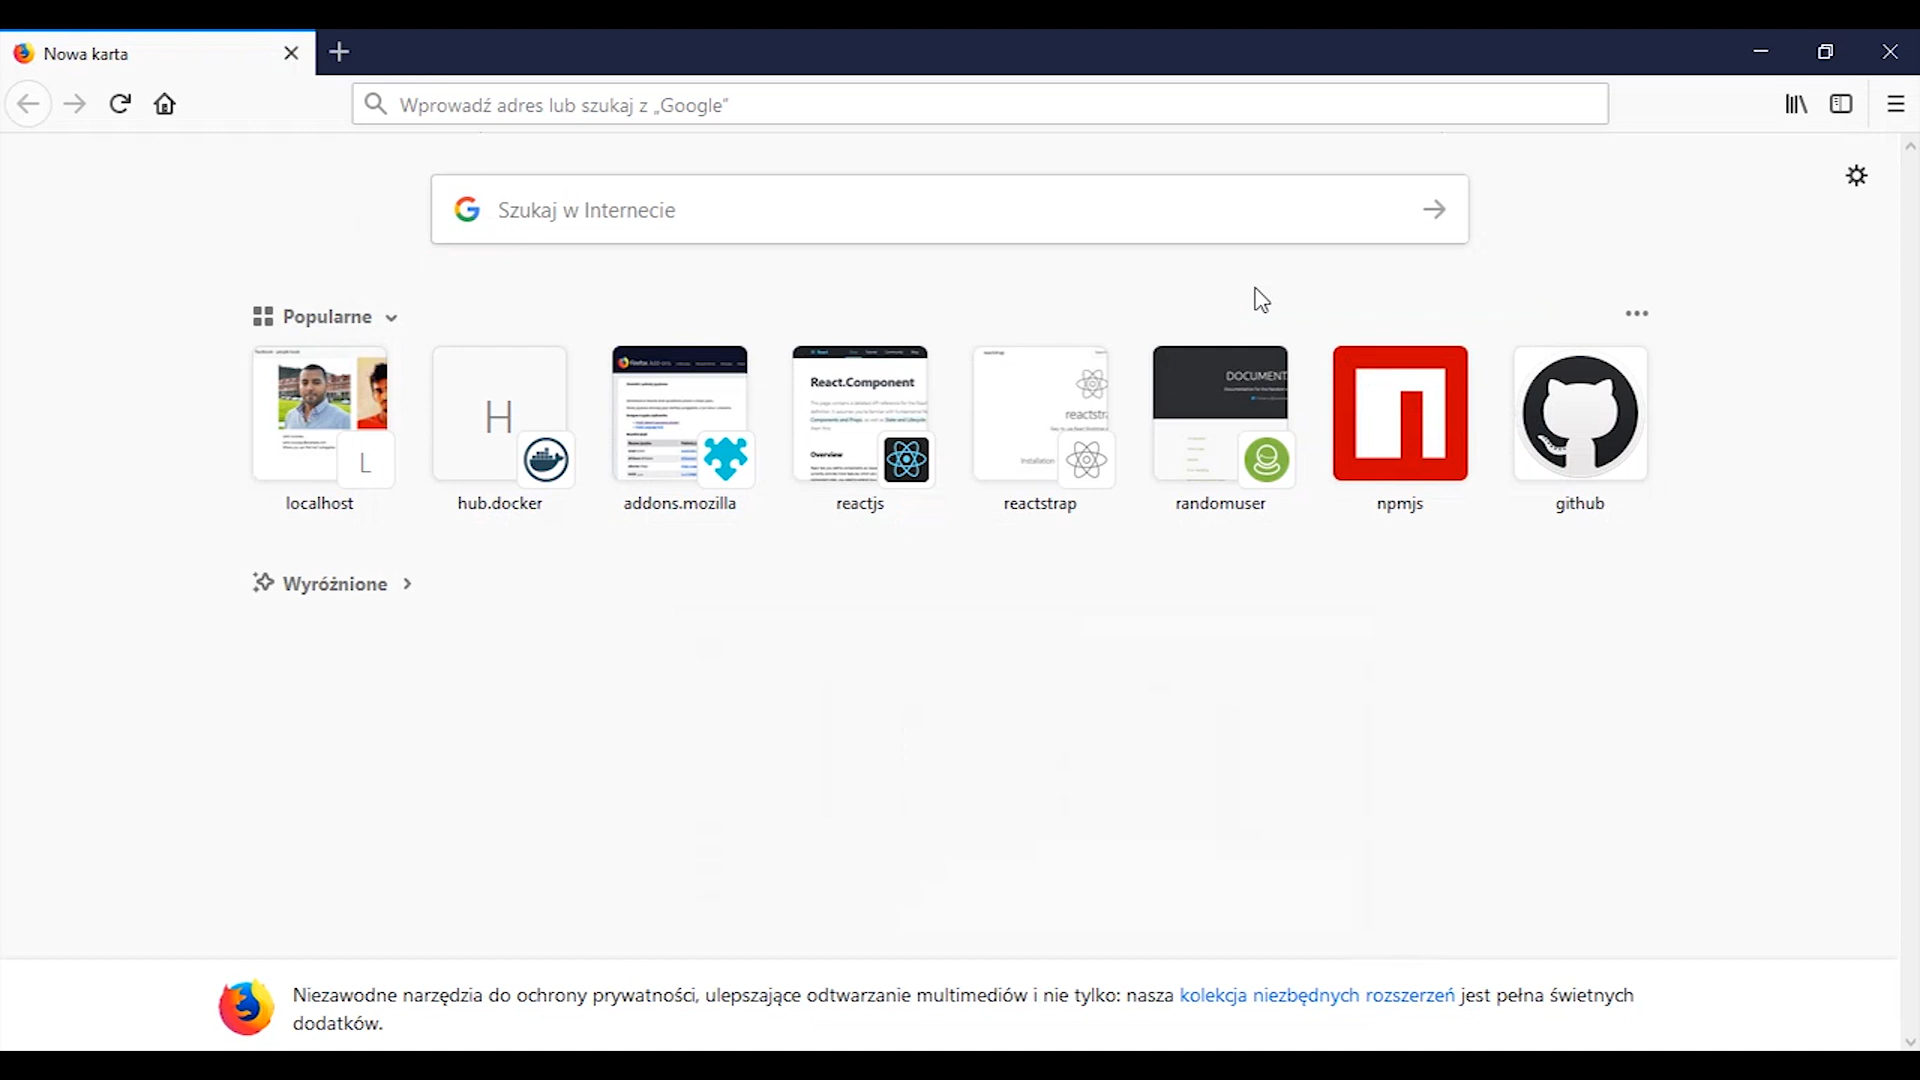 Nowa karta
Wprowadź adres lub szukaj z „Google”
Szukaj w Internecie
Popularne
React.Component
Overview
DOCUMENT
reactstr
Installation
H
L
localhost
hub.docker
addons.mozilla
reactjs
reactstrap
randomuser
npmjs
github
Wyróżnione
Niezawodne narzędzia do ochrony prywatności, ulepszające odtwarzanie multimediów i nie tylko: nasza kolekcja niezbędnych rozszerzeń jest pełna świetnych
dodatków.